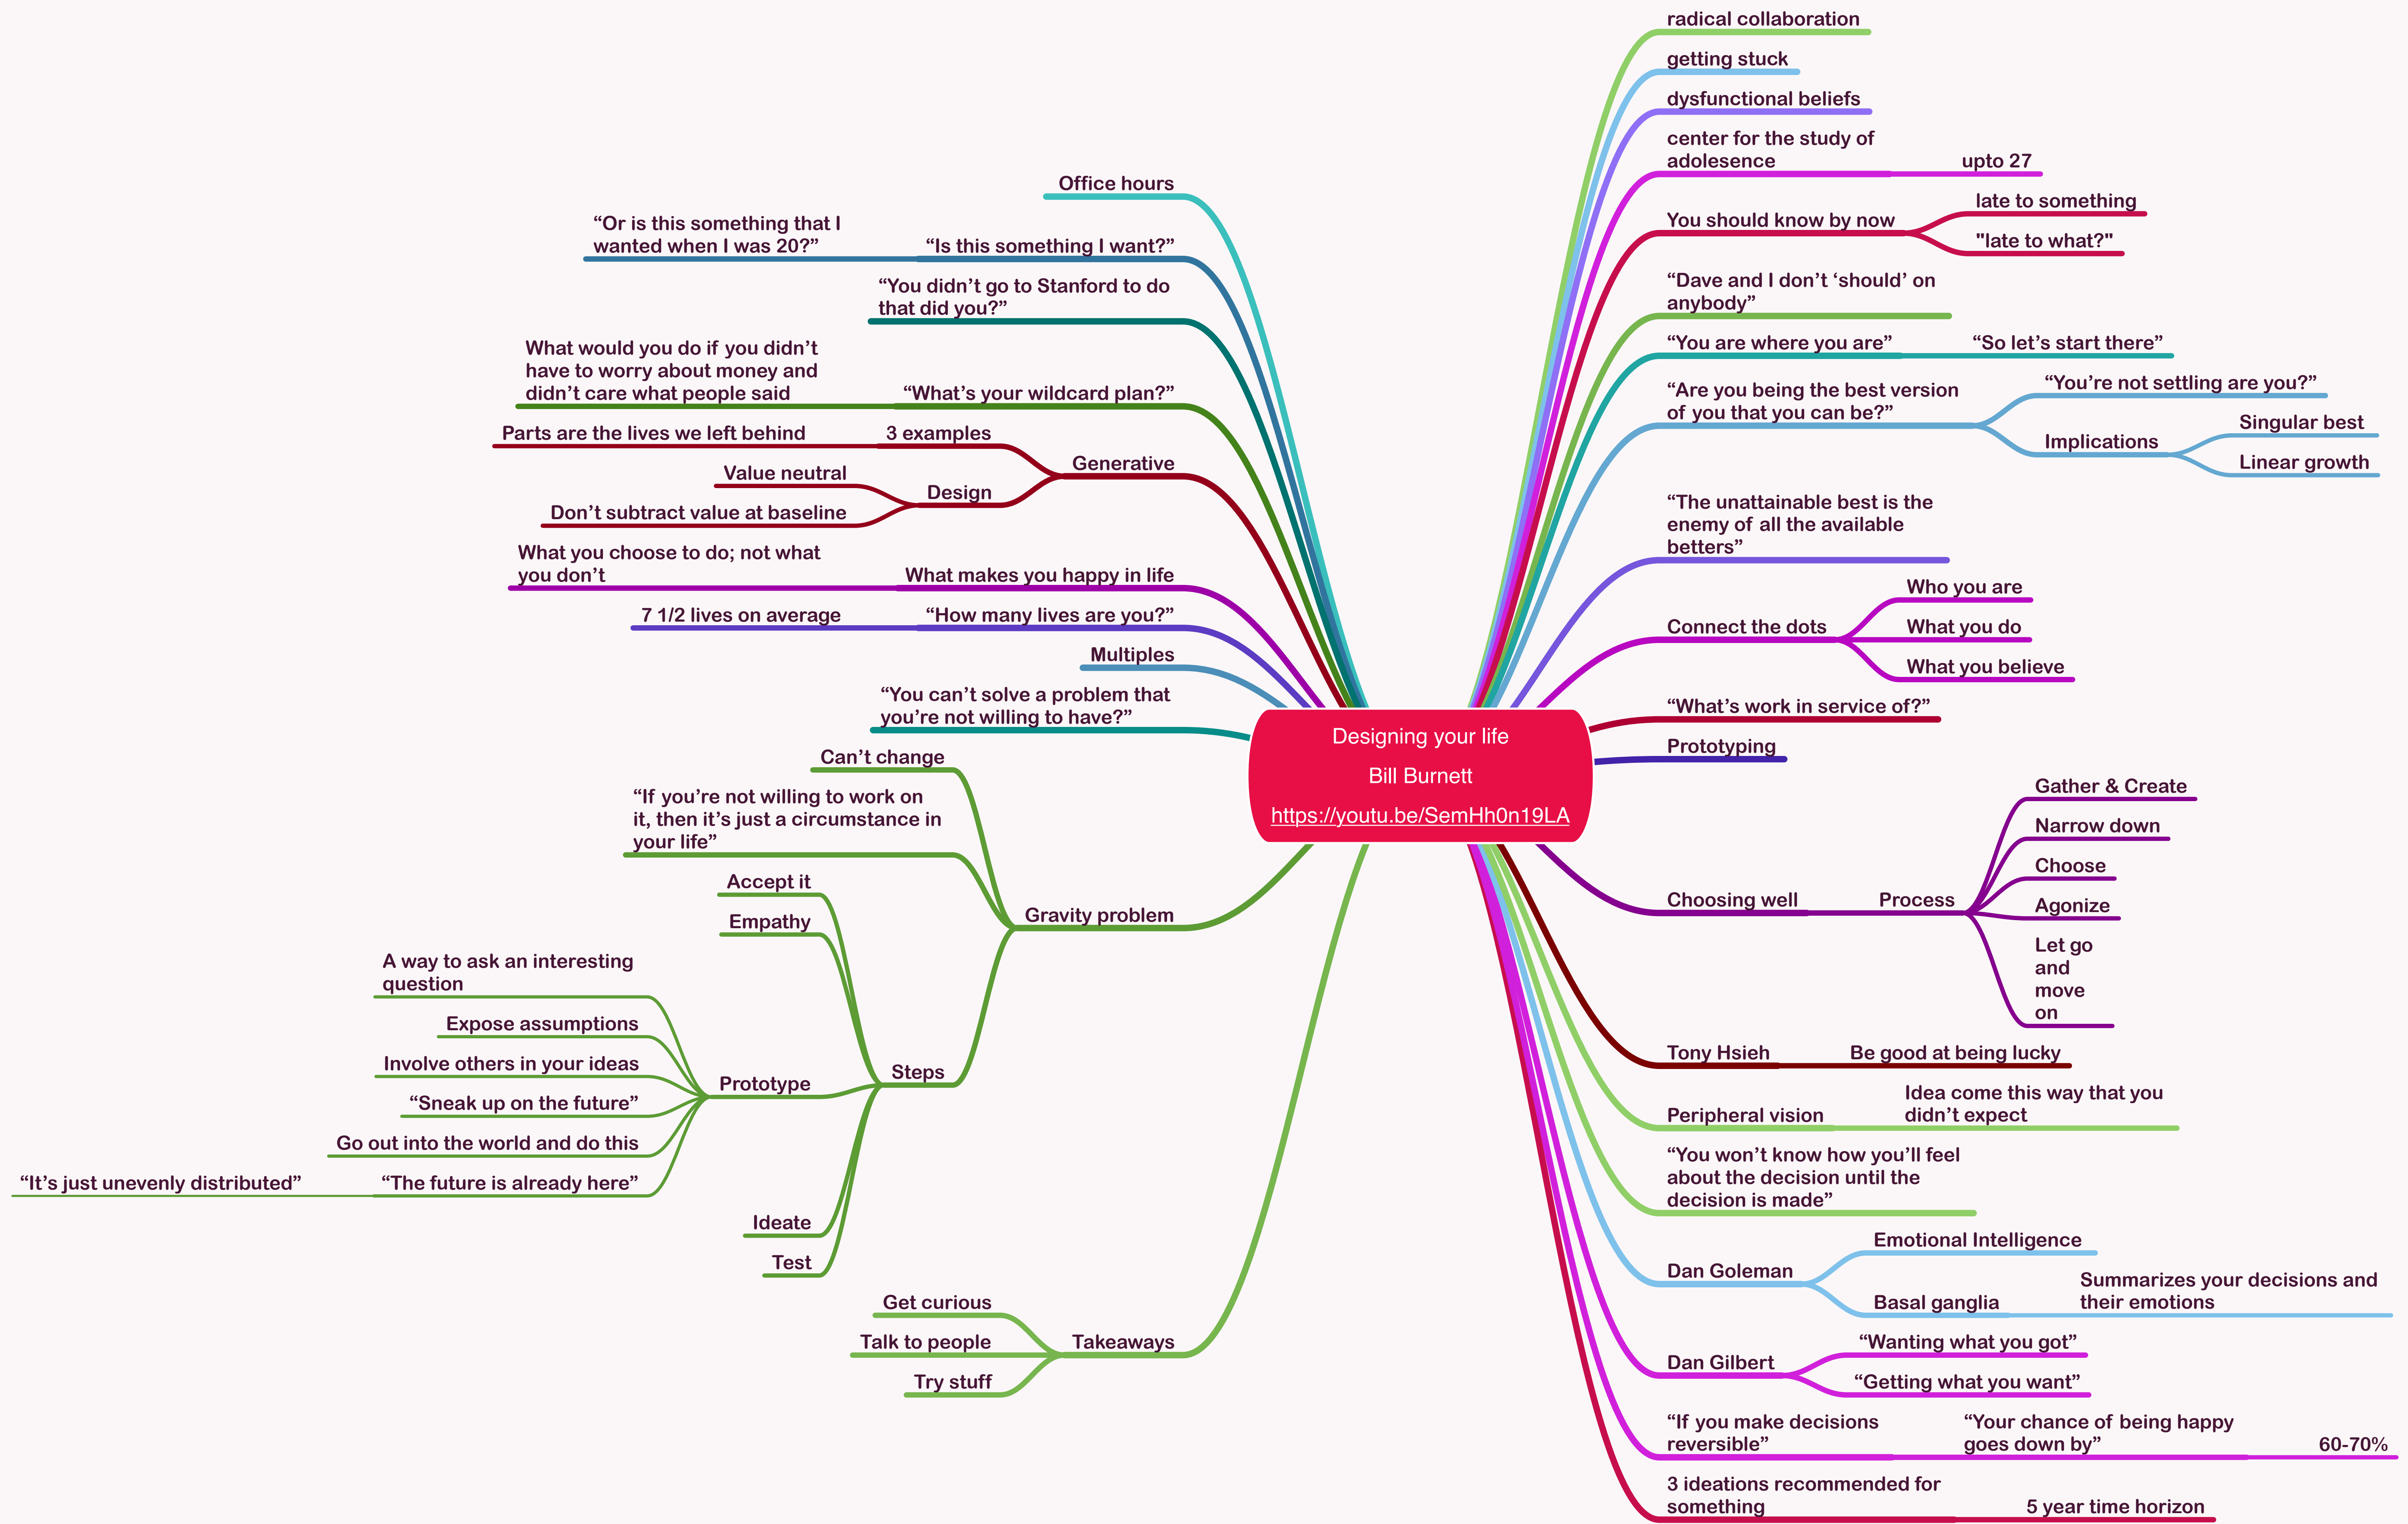 Designing your life
Bill Burnett
https://youtu.be/SemHh0n19LA
radical collaboration
getting stuck
dysfunctional beliefs
center for the study of
adolesence
upto 27
You should know by now
late to something
"late to what?"
“Dave and I don’t ‘should’ on
anybody”
“You are where you are”
“So let’s start there”
“Are you being the best version
of you that you can be?”
“You’re not settling are you?”
Implications
Singular best
Linear growth
“The unattainable best is the
enemy of all the available
betters”
Connect the dots
Who you are
What you do
What you believe
“What’s work in service of?”
Prototyping
Choosing well
Process
Gather & Create
Narrow down
Choose
Agonize
Let go
and
move
on
Tony Hsieh
Be good at being lucky
Peripheral vision
Idea come this way that you
didn’t expect
“You won’t know how you’ll feel
about the decision until the
decision is made”
Dan Goleman
Emotional Intelligence
Basal ganglia
Summarizes your decisions and
their emotions
Dan Gilbert
“Wanting what you got”
“Getting what you want”
“If you make decisions
reversible”
“Your chance of being happy
goes down by”
60-70%
3 ideations recommended for
something
5 year time horizon
Office hours
“Is this something I want?”
“Or is this something that I
wanted when I was 20?”
“You didn’t go to Stanford to do
that did you?”
“What’s your wildcard plan?”
What would you do if you didn’t
have to worry about money and
didn’t care what people said
Generative
3 examples
Parts are the lives we left behind
Design
Value neutral
Don’t subtract value at baseline
What makes you happy in life
What you choose to do; not what
you don’t
“How many lives are you?”
7 1/2 lives on average
Multiples
“You can’t solve a problem that
you’re not willing to have?”
Gravity problem
Can’t change
“If you’re not willing to work on
it, then it’s just a circumstance in
your life”
Steps
Accept it
Empathy
Prototype
A way to ask an interesting
question
Expose assumptions
Involve others in your ideas
“Sneak up on the future”
Go out into the world and do this
“The future is already here”
“It’s just unevenly distributed”
Ideate
Test
Takeaways
Get curious
Talk to people
Try stuff